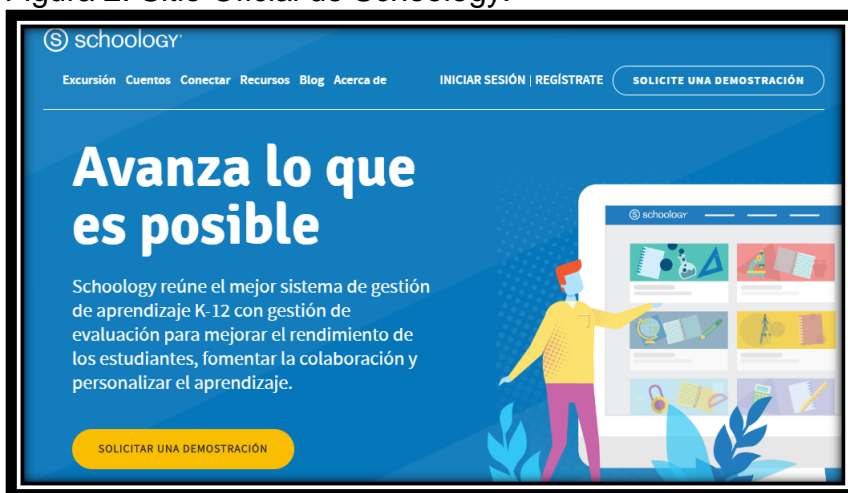 Figura 2. Sitio Oficial de Schoology.
S schoology
Excursión Cuentos Conectar Recursos Blog Acerca de INICIAR SESIÓN | REGÍSTRATE SOLICITE UNA DEMOSTRACIÓN
Avanza lo que
es posible
Schoology reúne el mejor sistema de gestión
de aprendizaje K-12 con gestión de
evaluación para mejorar el rendimiento de
los estudiantes, fomentar la colaboración y
personalizar el aprendizaje.
SOLICITAR UNA DEMOSTRACIÓN
S schoology